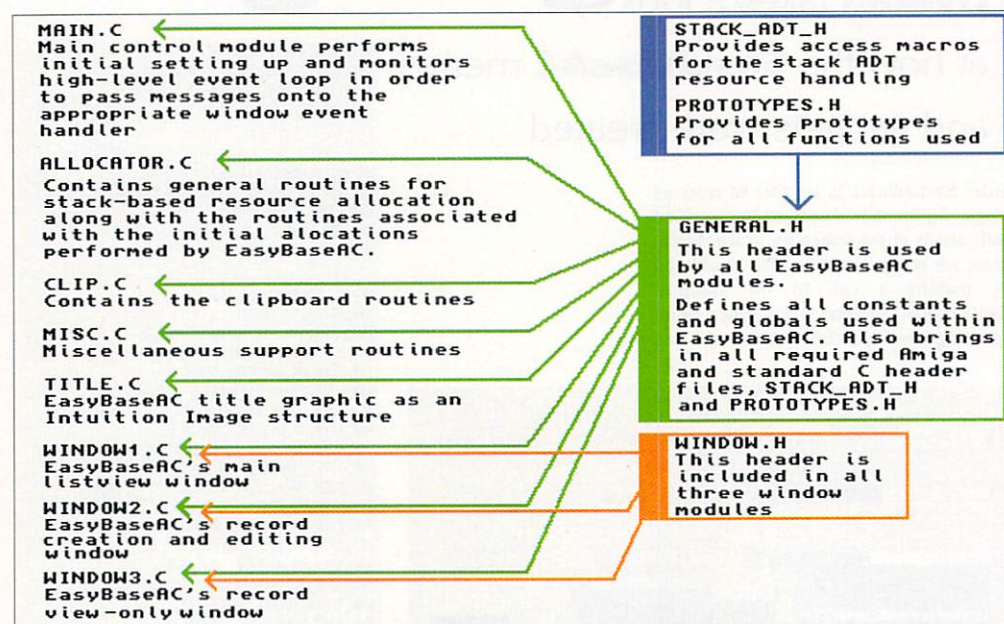 MAIN.C
Main control module performs
initial setting up and monitors
high-level event loop in order
to pass messages onto the
appropriate window event
handler
ALLOCATOR.C
Contains general routines for
stack-based resource allocation
along with the routines associated
with the initial alocations
performed by EasyBaseAC.
CLIP.C
Contains the clipboard routines
MISC.C
Miscellaneous support routines
TITLE.C
EasyBaseAC title graphic as an
Intuition Image structure
WINDOW1.C
EasyBaseAC's main
listview window
WINDOW2.C
EasyBaseAC's record
creation and editing
window
WINDOW3.C
EasyBaseAC's record
view-only window
STACK_ADT_H
Provides access macros
for the stack ADT
resource handling
PROTOTYPES.H
Provides prototypes
for all functions used
GENERAL.H
This header is used
by all EasyBaseAC
modules.
Defines all constants
and globals used within
EasyBaseAC. Also brings
in all required Amiga
and standard C header
files, STACK_ADT_H
and PROTOTYPES.H
WINDOW.H
This header is
included in all
three window
modules